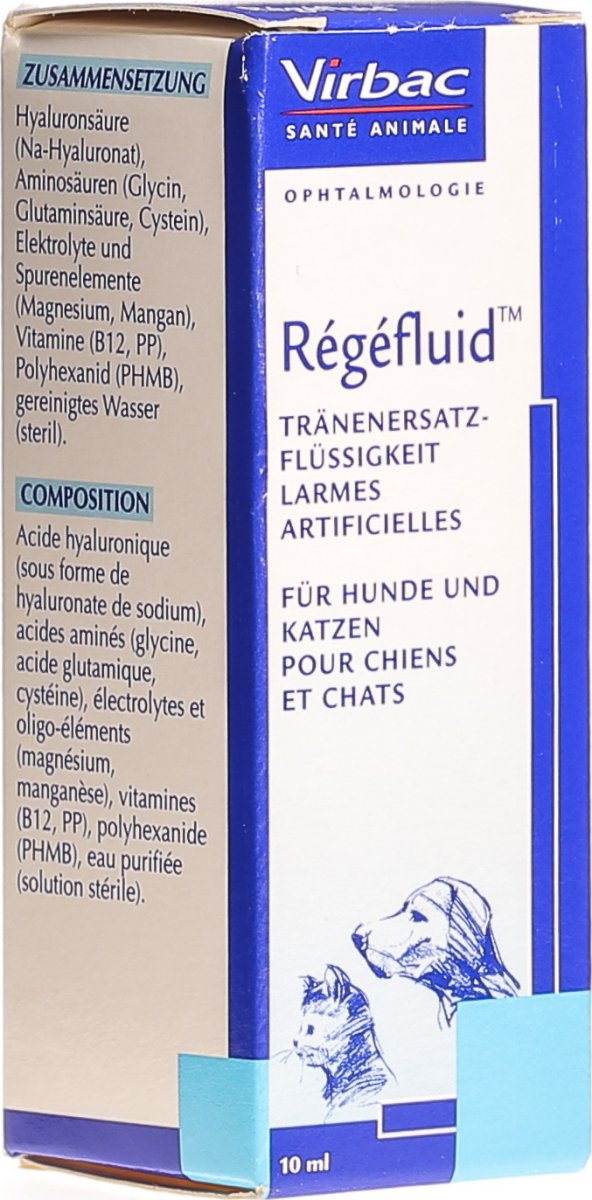 ZUSAMMENSETZUNG
Hyaluronsäure
(Na-Hyaluronat),
Aminosäuren (Glycin,
Glutaminsäure, Cystein),
Elektrolyte und
Spurenelemente
(Magnesium, Mangan),
Vitamine (B12, PP),
Polyhexanid (PHMB),
gereinigtes Wasser
(steril).
COMPOSITION
Acide hyaluronique
(sous forme de
hyaluronate de sodium),
acides aminés (glycine,
acide glutamique,
cystéine), électrolytes et
oligo-éléments
(magnésium,
manganèse), vitamines
(B12, PP), polyhexanide
(PHMB), eau purifiée
(solution stérile).
Virbac
SANTÉ ANIMALE
OPHTALMOLOGIE
Régéfluid™
TRÄNENERSATZ-
FLÜSSIGKEIT
LARMES
ARTIFICIELLES
FÜR HUNDE UND
KATZEN
POUR CHIENS
ET CHATS
10 ml